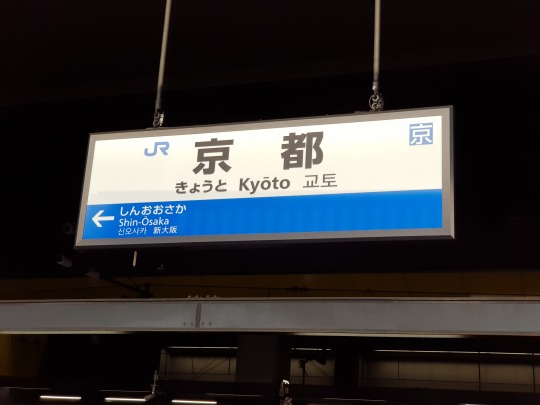 JR 京都 京
きょうと Kyōto 교토
← しんおおさか
Shin-Ōsaka
신오사카 新大阪